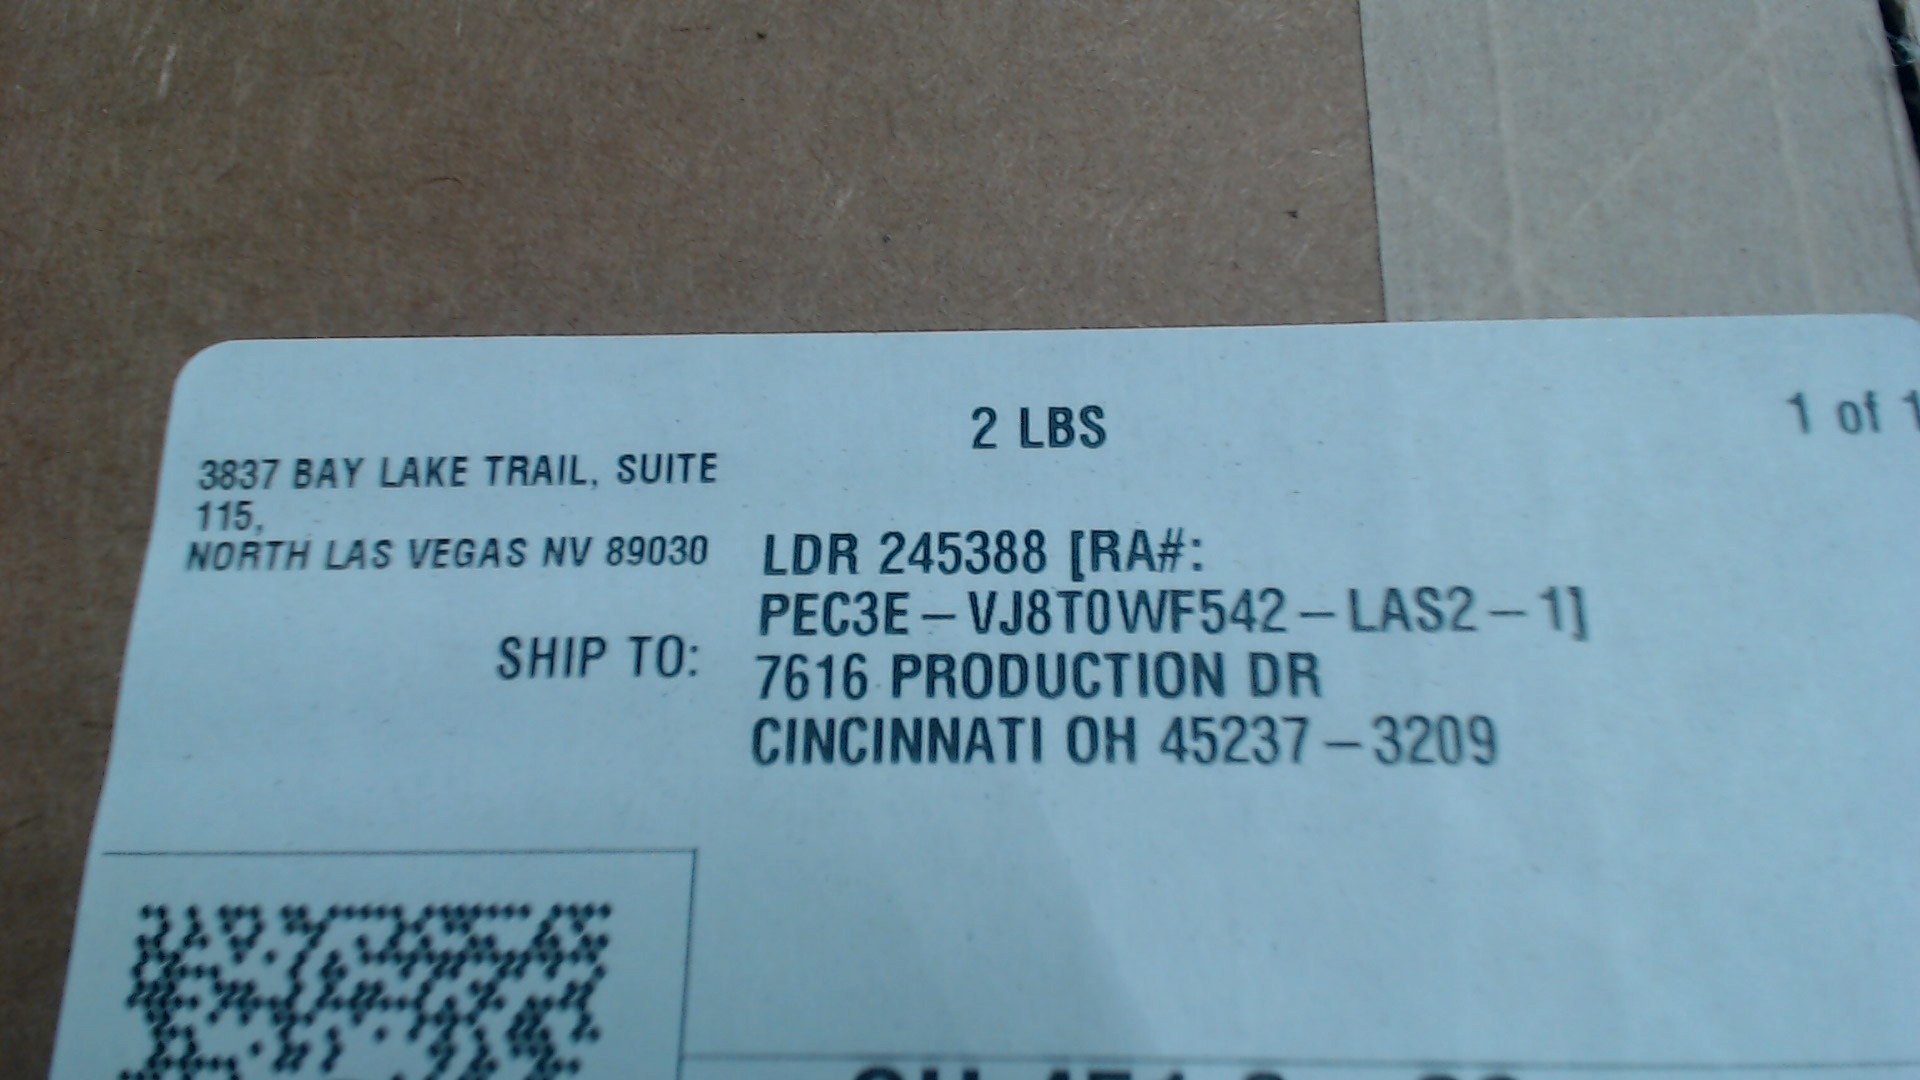 2 LBS
1 of 1
3837 BAY LAKE TRAIL, SUITE
115,
NORTH LAS VEGAS NV 89030
LDR 245388 [RA#:
PEC3E-VJ8T0WF542-LAS2-1]
SHIP TO:
7616 PRODUCTION DR
CINCINNATI OH 45237-3209